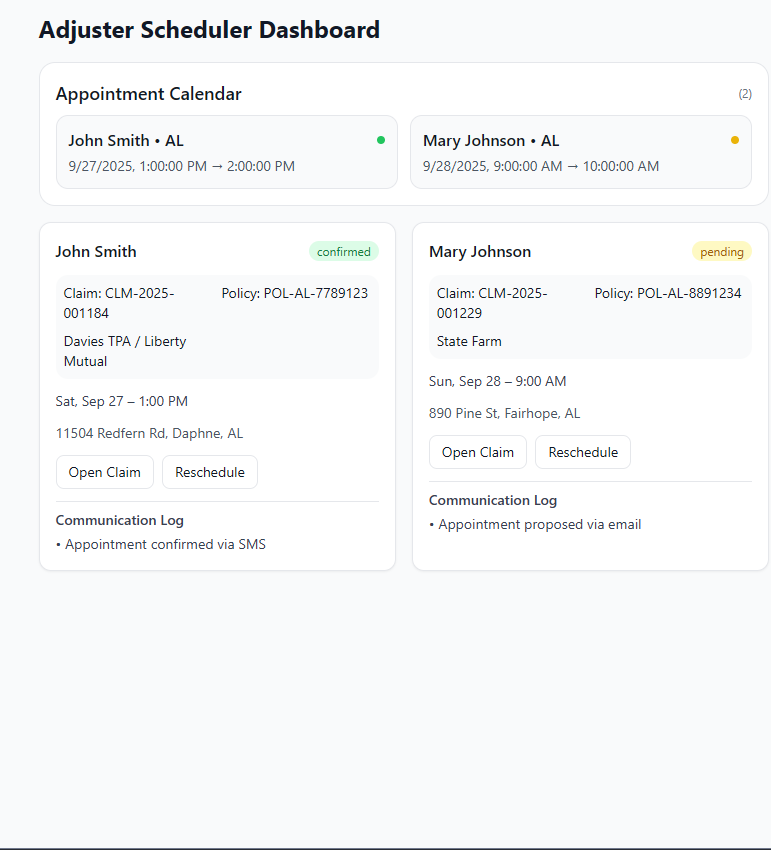 Adjuster Scheduler Dashboard
Appointment Calendar
(2)
John Smith • AL
9/27/2025, 1:00:00 PM → 2:00:00 PM
Mary Johnson • AL
9/28/2025, 9:00:00 AM → 10:00:00 AM
John Smith
confirmed
Claim: CLM-2025-
001184
Policy: POL-AL-7789123
Davies TPA / Liberty
Mutual
Sat, Sep 27 – 1:00 PM
11504 Redfern Rd, Daphne, AL
Open Claim
Reschedule
Communication Log
• Appointment confirmed via SMS
Mary Johnson
pending
Claim: CLM-2025-
001229
Policy: POL-AL-8891234
State Farm
Sun, Sep 28 – 9:00 AM
890 Pine St, Fairhope, AL
Open Claim
Reschedule
Communication Log
• Appointment proposed via email